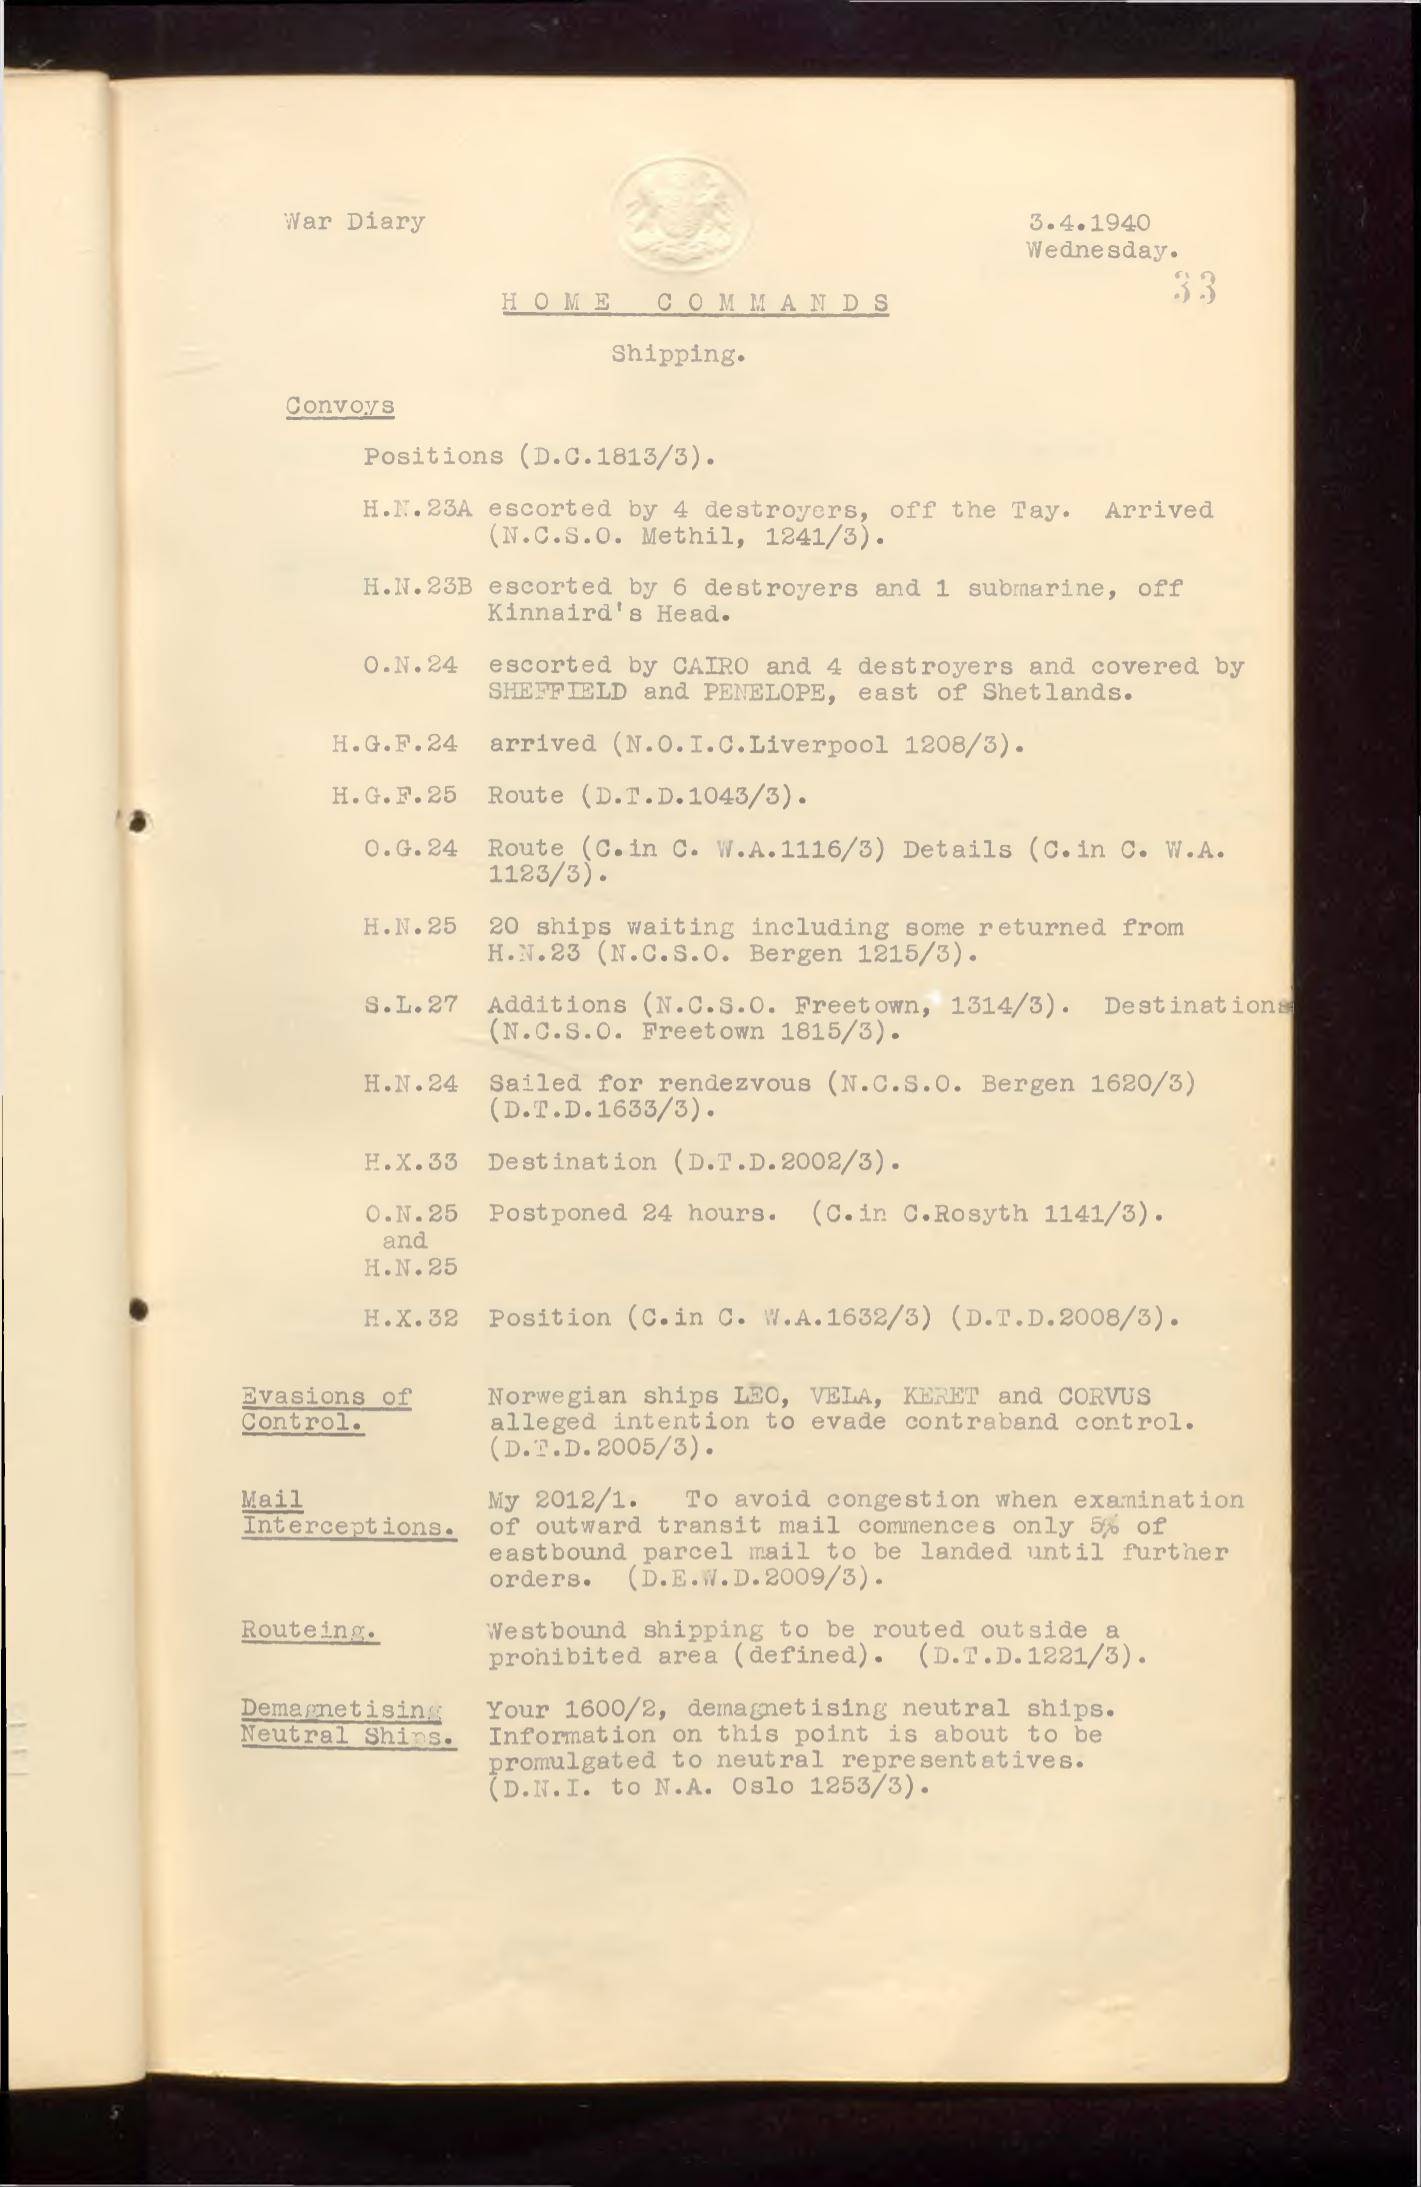 War Diary
3.4.1940
Wednesday.
33
HOME COMMANDS
Shipping.
Convoys
Positions (D.C.1813/3).
H.N.23A escorted by 4 destroyers, off the Tay. Arrived
(N.C.S.O. Methil, 1241/3).
H.N.23B escorted by 6 destroyers and 1 submarine, off
Kinnaird's Head.
O.N.24 escorted by CAIRO and 4 destroyers and covered by
SHEFFIELD and PENELOPE, east of Shetlands.
H.G.F.24 arrived (N.O.I.C.Liverpool 1208/3).
H.G.F.25 Route (D.T.D.1043/3).
O.G.24 Route (C.in C. W.A.1116/3) Details (C.in C. W.A.
1123/3).
H.N.25 20 ships waiting including some returned from
H.N.23 (N.C.S.O. Bergen 1215/3).
S.L.27 Additions (N.C.S.O. Freetown, 1314/3). Destinations
(N.C.S.O. Freetown 1815/3).
H.N.24 Sailed for rendezvous (N.C.S.O. Bergen 1620/3)
(D.T.D.1633/3).
H.X.33 Destination (D.T.D.2002/3).
O.N.25 Postponed 24 hours. (C.in C.Rosyth 1141/3).
and
H.N.25
H.X.32 Position (C.in C. W.A.1632/3) (D.T.D.2008/3).
Evasions of Norwegian ships LEO, VELA, KERET and CORVUS
Control. alleged intention to evade contraband control.
(D.T.D.2005/3).
Mail My 2012/1. To avoid congestion when examination
Interceptions. of outward transit mail commences only 5% of
eastbound parcel mail to be landed until further
orders. (D.E.W.D.2009/3).
Routeing. Westbound shipping to be routed outside a
prohibited area (defined). (D.T.D.1221/3).
Demagnetising Your 1600/2, demagnetising neutral ships.
Neutral Ships. Information on this point is about to be
promulgated to neutral representatives.
(D.N.I. to N.A. Oslo 1253/3).